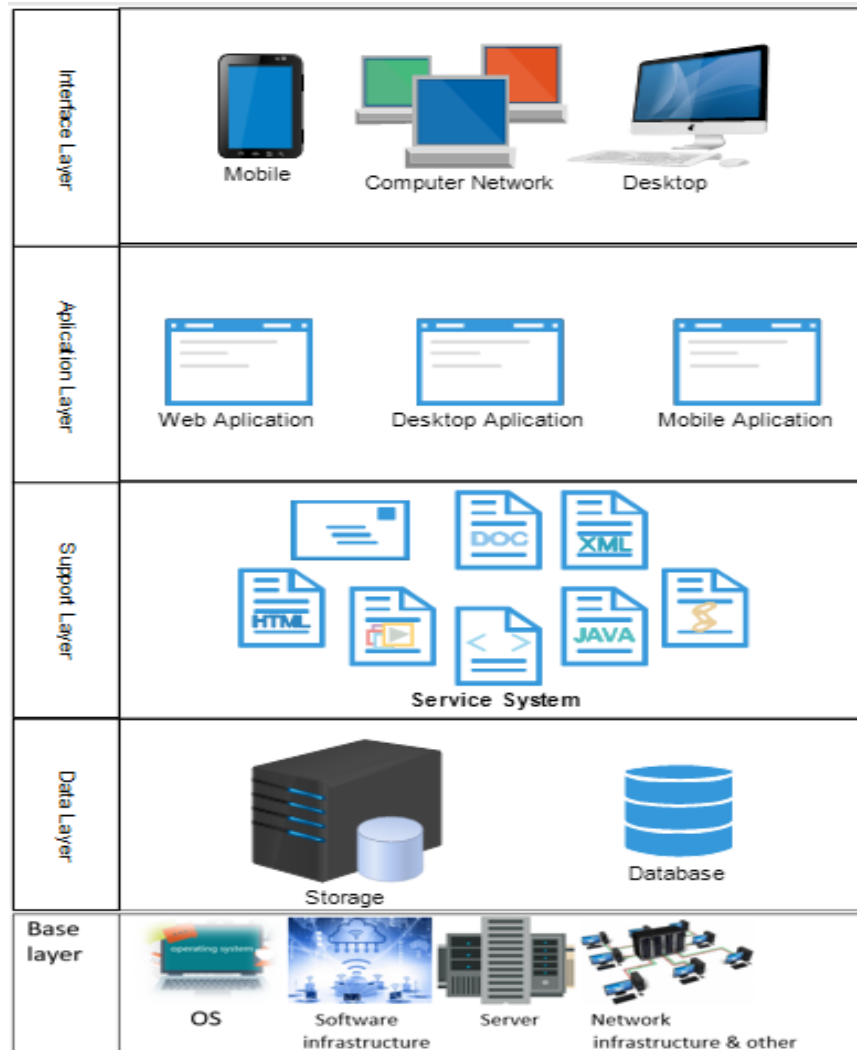 Interface Layer
Mobile
Computer Network
Desktop
Aplication Layer
Web Aplication
Desktop Aplication
Mobile Aplication
Support Layer
DOC
XML
HTML
JAVA
< >
Service System
Data Layer
Storage
Database
Base
layer
operating system
OS
Software
infrastructure
Server
Network
infrastructure & other